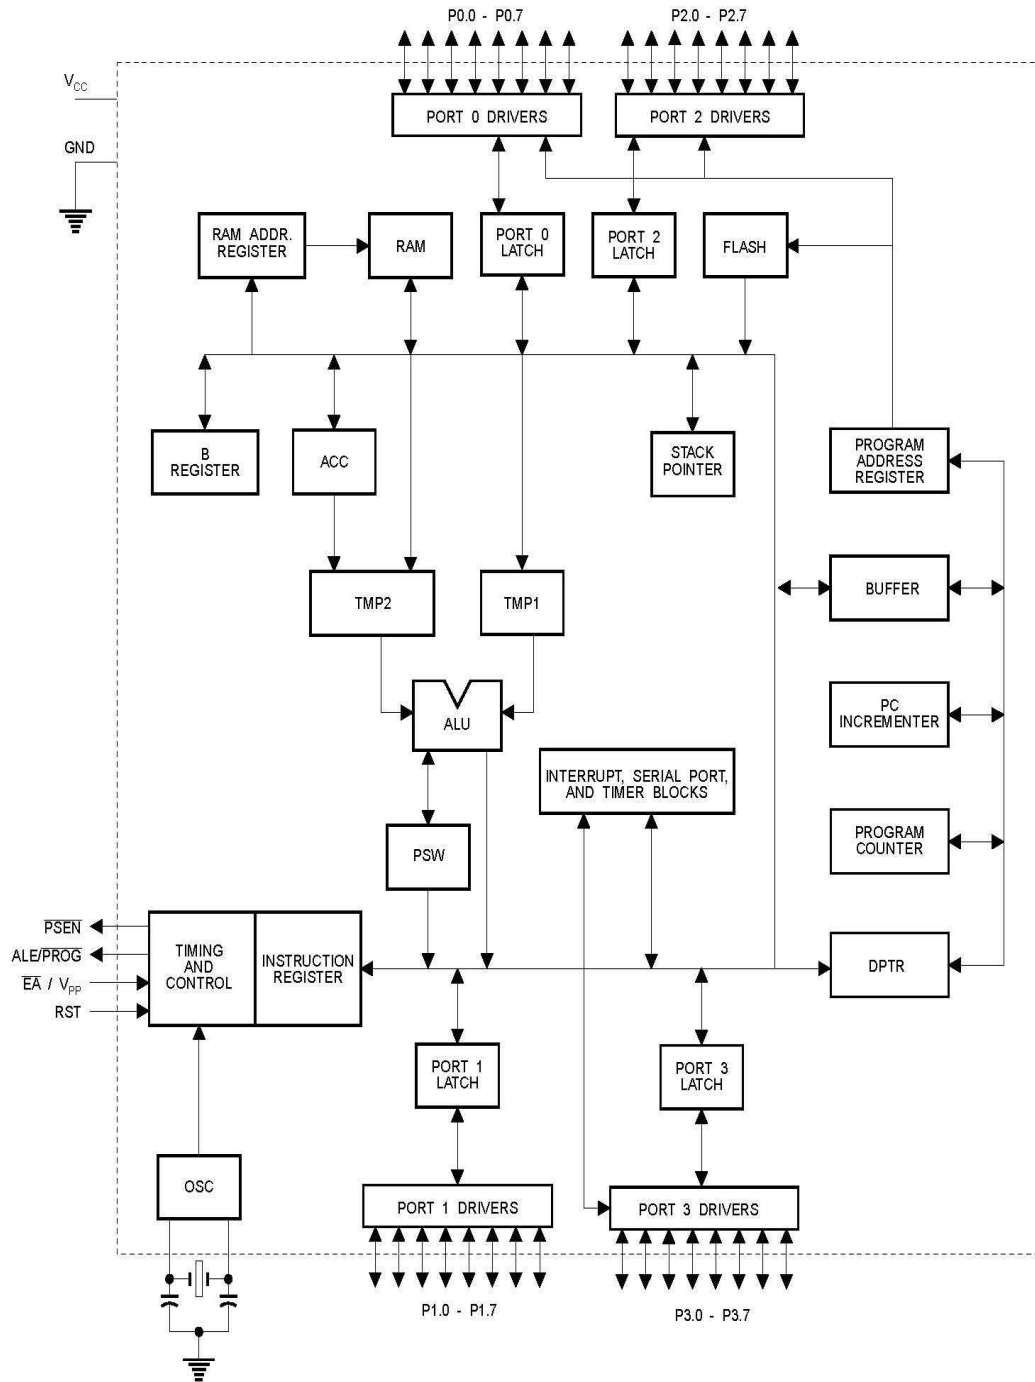 P0.0 - P0.7
P2.0 - P2.7
VCC
GND
PORT 0 DRIVERS
PORT 2 DRIVERS
RAM ADDR.
REGISTER
RAM
PORT 0
LATCH
PORT 2
LATCH
FLASH
B
REGISTER
ACC
STACK
POINTER
PROGRAM
ADDRESS
REGISTER
TMP2
TMP1
BUFFER
ALU
PC
INCREMENTER
INTERRUPT, SERIAL PORT,
AND TIMER BLOCKS
PSW
PROGRAM
COUNTER
PSEN
ALE/PROG
EA / VPP
RST
TIMING
AND
CONTROL
INSTRUCTION
REGISTER
DPTR
PORT 1
LATCH
PORT 3
LATCH
OSC
PORT 1 DRIVERS
PORT 3 DRIVERS
P1.0 - P1.7
P3.0 - P3.7